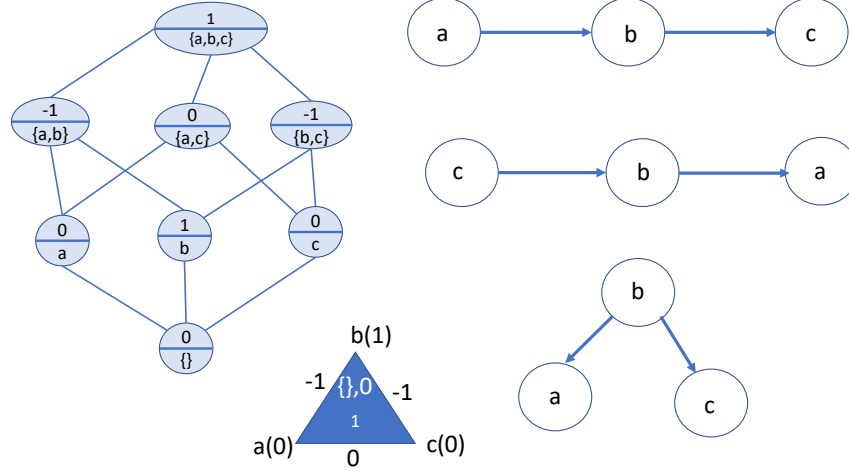 1
{a,b,c}
a
b
c
-1
{a,b}
0
{a,c}
-1
{b,c}
c
b
a
0
a
1
b
0
c
b
0
{}
b(1)
-1
{},0
-1
1
a(0)
0
c(0)
a
c